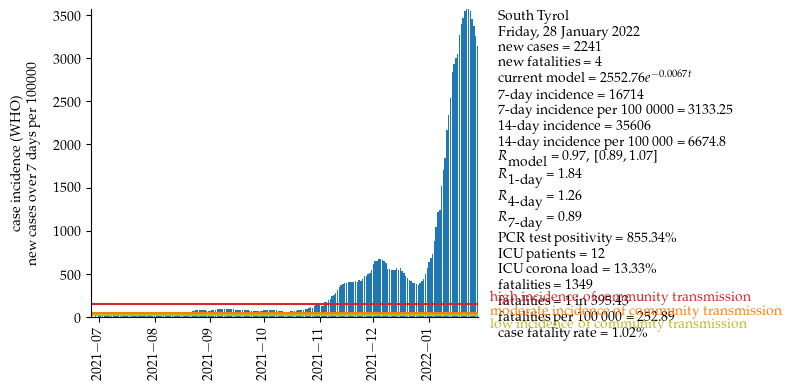 3500
3000
2500
2000
1500
1000
500
0
case incidence (WHO)
new cases over 7 days per 100000
2021−07
2021−08
2021−09
2021−10
2021−11
2021−12
2022−01
South Tyrol
Friday, 28 January 2022
new cases = 2241
new fatalities = 4
current model = 2552.76e^{−0.0067t}
7-day incidence = 16714
7-day incidence per 100 0000 = 3133.25
14-day incidence = 35606
14-day incidence per 100 000 = 6674.8
R_model = 0.97, [0.89, 1.07]
R_1-day = 1.84
R_4-day = 1.26
R_7-day = 0.89
PCR test positivity = 855.34%
ICU patients = 12
ICU corona load = 13.33%
fatalities = 1349
high incidence of community transmission
fatalities = 1 in 395.43
moderate incidence of community transmission
fatalities per 100 000 = 252.89
low incidence of community transmission
case fatality rate = 1.02%